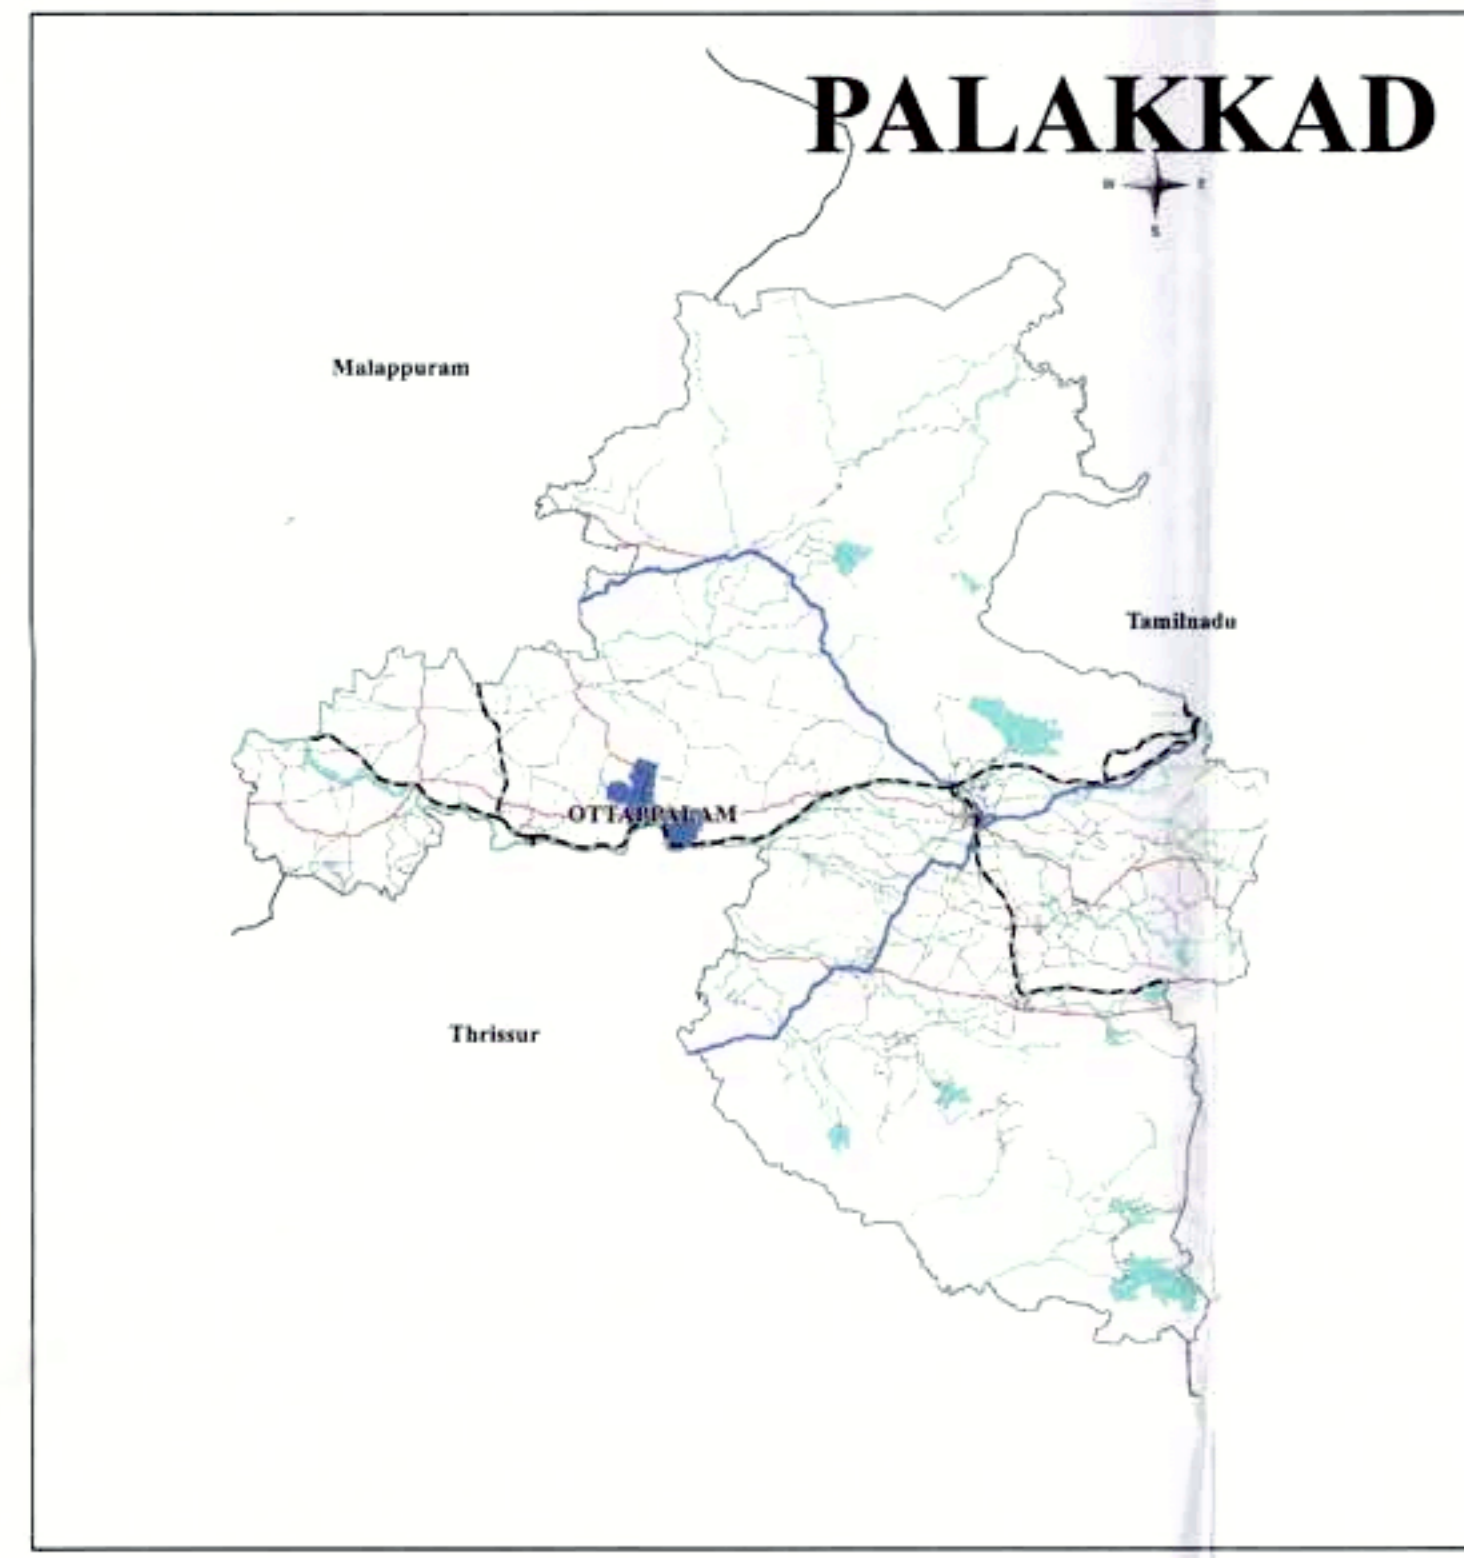 PALAKKAD
W E
S
Malappuram
Tamilnadu
OTTAPPALAM
Thrissur